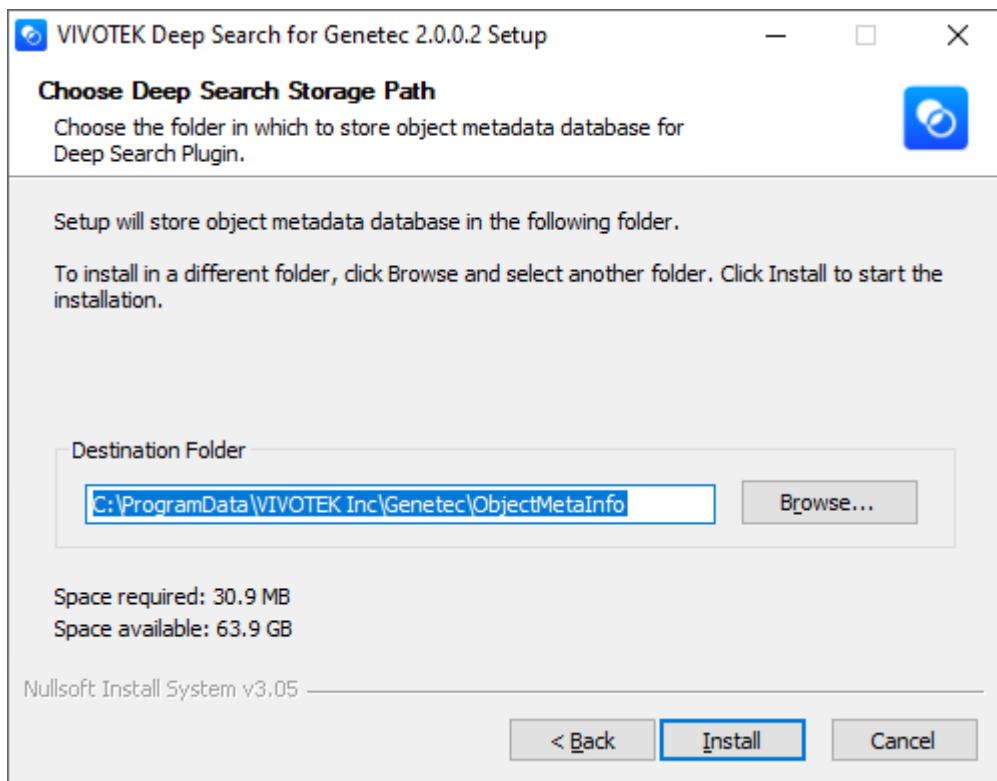 VIVOTEK Deep Search for Genetec 2.0.0.2 Setup
Choose Deep Search Storage Path
Choose the folder in which to store object metadata database for
Deep Search Plugin.
Setup will store object metadata database in the following folder.
To install in a different folder, click Browse and select another folder. Click Install to start the
installation.
Destination Folder
C:\ProgramData\VIVOTEK Inc\Genetec\ObjectMetaInfo
Browse...
Space required: 30.9 MB
Space available: 63.9 GB
Nullsoft Install System v3.05
< Back Install Cancel